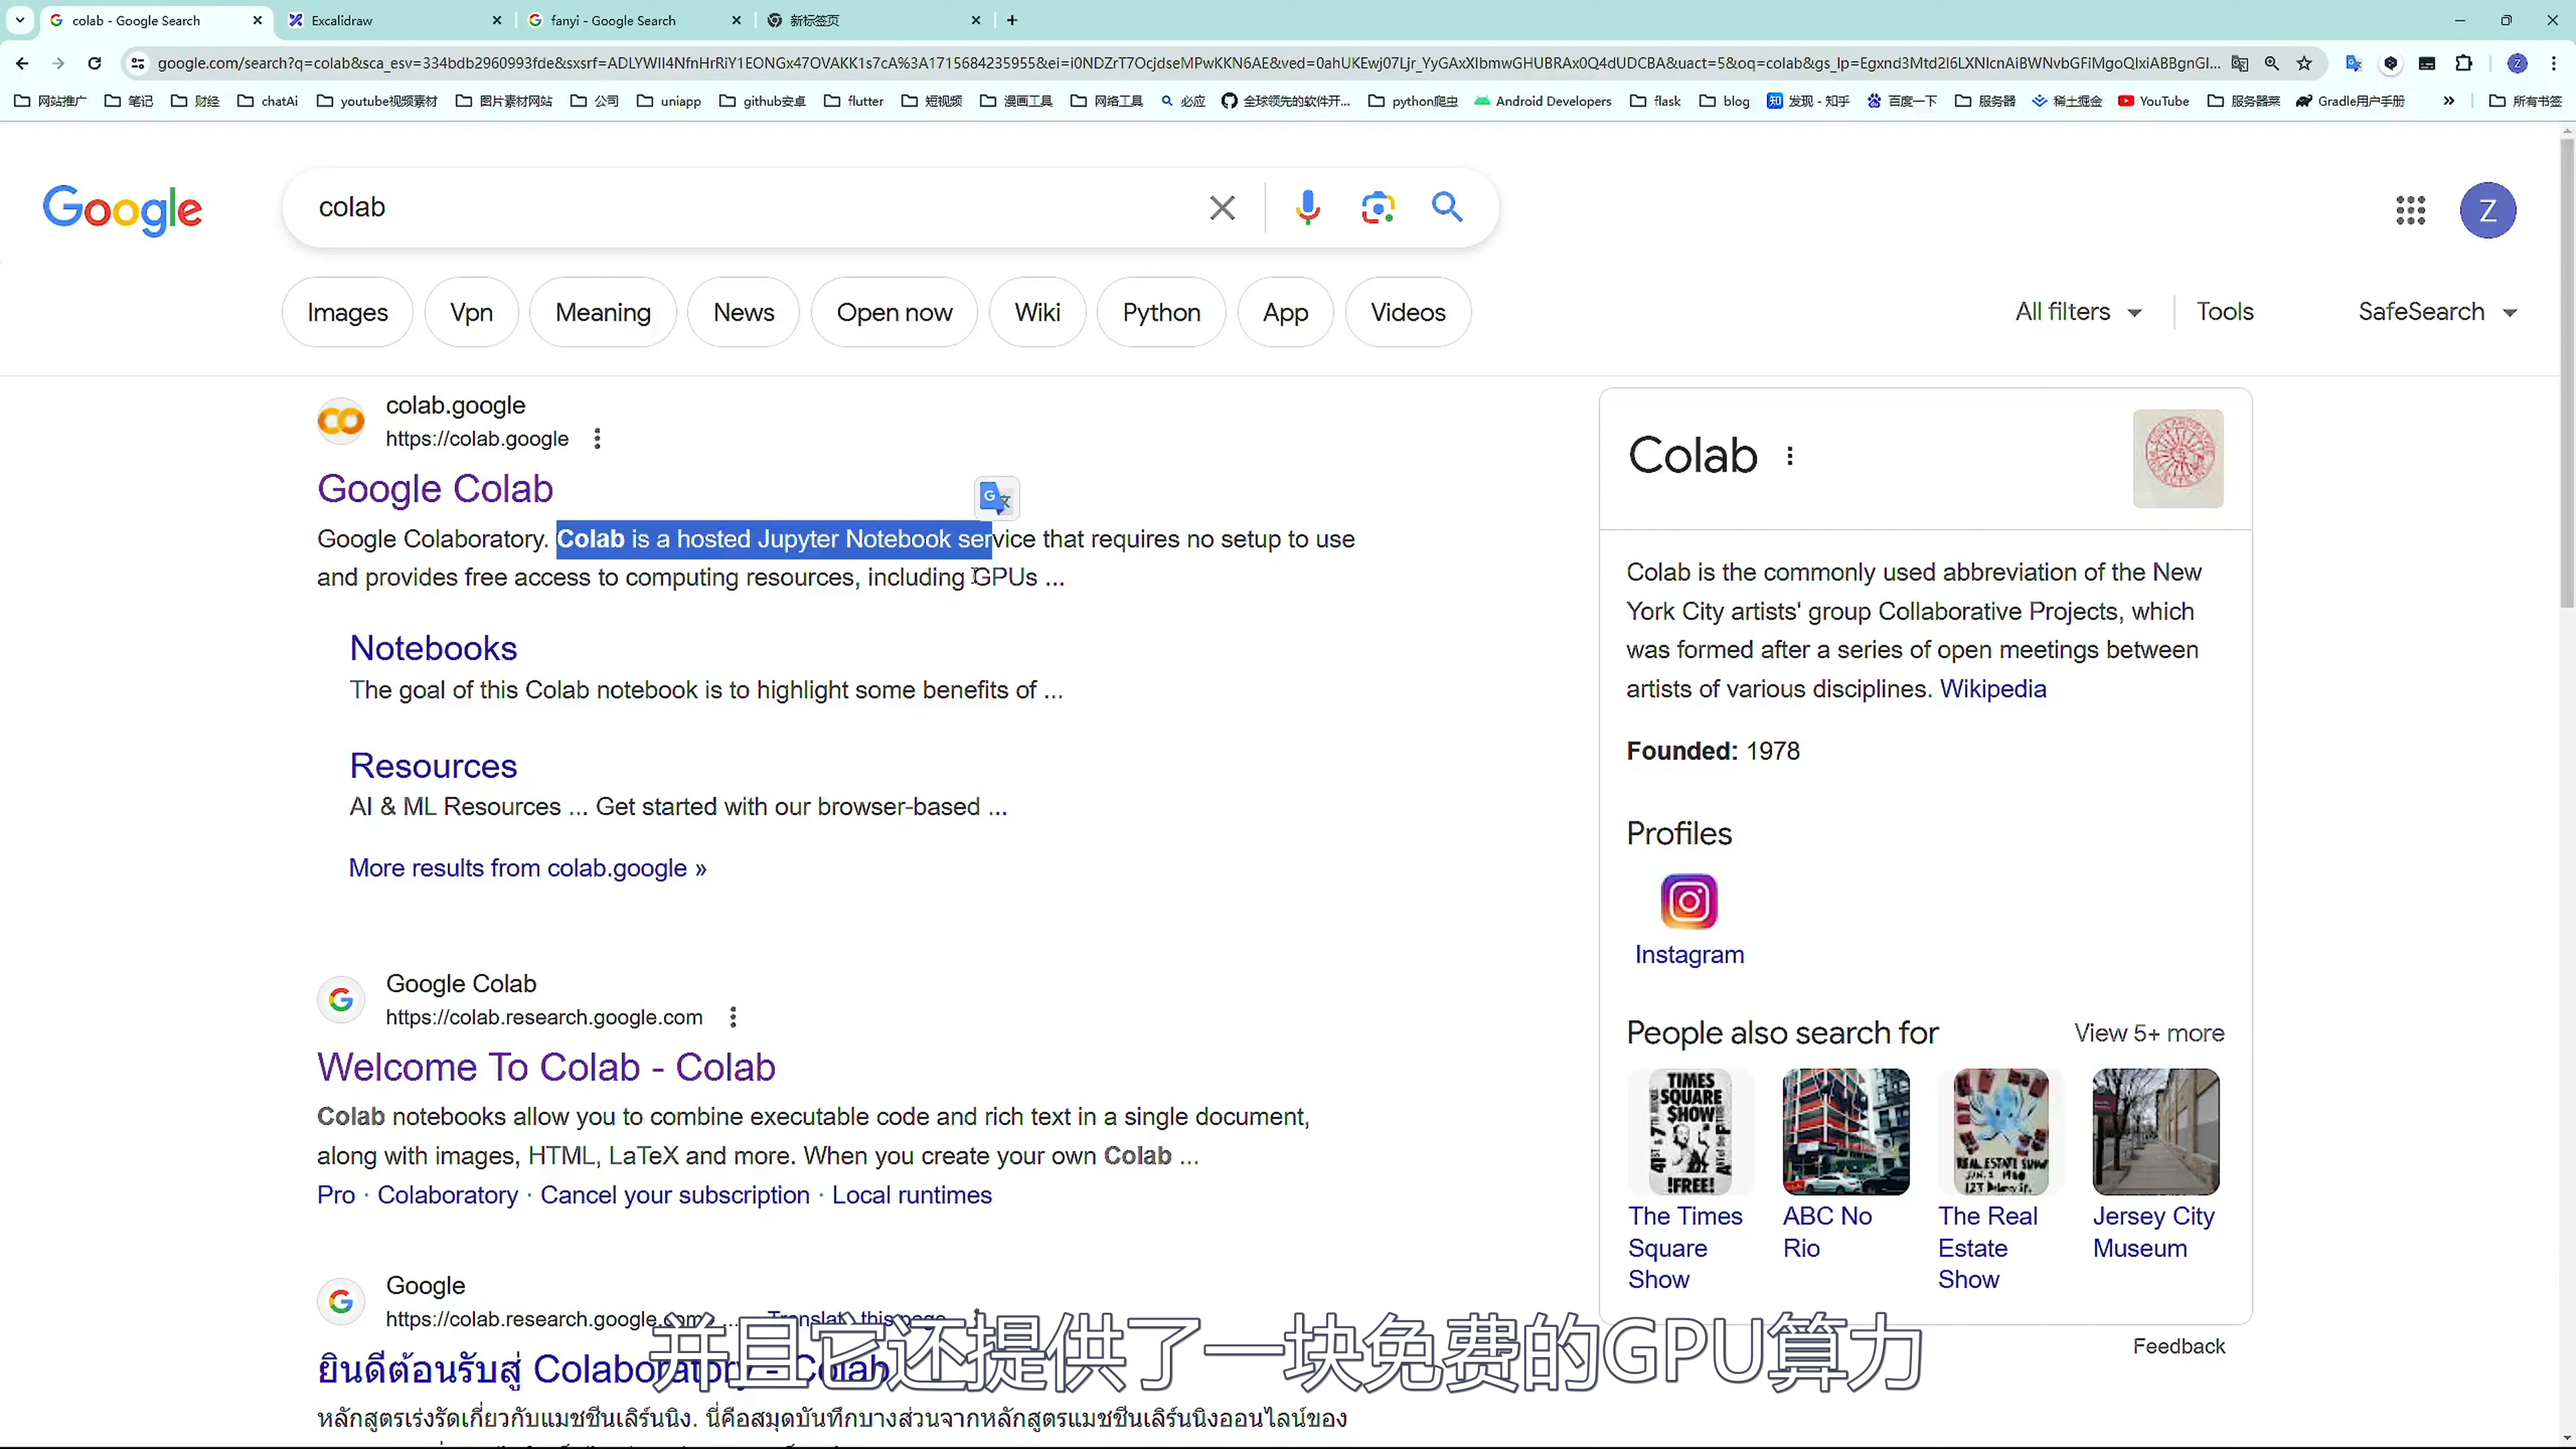 colab - Google Search
Excalidraw
fanyi - Google Search
新标签页
google.com/search?q=colab&sca_esv=334bdb2960993fde&sxsrf=ADLYWII4NfnHrRiY1EONGx47OVAKK1s7cA%3A1715684235955&ei=i0NDZrT7OcjdseMPwKKN6AE&ved=0ahUKEwj07Ljr_YyGAxXIbmwGHUBRAx0Q4dUDCBA&uact=5&oq=colab&gs_lp=Egxnd3Mtd2l6LXNlcnAiBWNvbGFiMgoQIxiABBgnGI...
网站推广
笔记
财经
chatAi
youtube视频素材
图片素材网站
公司
uniapp
github安卓
flutter
短视频
漫画工具
网络工具
必应
全球领先的软件开...
python爬虫
Android Developers
flask
blog
发现 - 知乎
百度一下
服务器
稀土掘金
YouTube
服务器菜
Gradle用户手册
»
所有书签
Google
colab
Z
Images
Vpn
Meaning
News
Open now
Wiki
Python
App
Videos
All filters
Tools
SafeSearch
colab.google
https://colab.google
Google Colab
Google Colaboratory. Colab is a hosted Jupyter Notebook service that requires no setup to use
and provides free access to computing resources, including GPUs ...
Notebooks
The goal of this Colab notebook is to highlight some benefits of ...
Resources
AI & ML Resources ... Get started with our browser-based ...
More results from colab.google »
Google Colab
https://colab.research.google.com
Welcome To Colab - Colab
Colab notebooks allow you to combine executable code and rich text in a single document,
along with images, HTML, LaTeX and more. When you create your own Colab ...
Pro · Colaboratory · Cancel your subscription · Local runtimes
Google
https://colab.research.google.com ... Translate this page
ยินดีต้อนรับสู่ Colaboratory - Colab
หลักสูตรเร่งรัดเกี่ยวกับแมชชีนเลิร์นนิง. นี่คือสมุดบันทึกบางส่วนจากหลักสูตรแมชชีนเลิร์นนิงออนไลน์ของ
Colab
Colab is the commonly used abbreviation of the New
York City artists' group Collaborative Projects, which
was formed after a series of open meetings between
artists of various disciplines. Wikipedia
Founded: 1978
Profiles
Instagram
People also search for
View 5+ more
TIMES
SQUARE
SHOW
!FREE!
The Times
Square
Show
ABC No
Rio
The Real
Estate
Show
Jersey City
Museum
Feedback
并且它还提供了一块免费的GPU算力